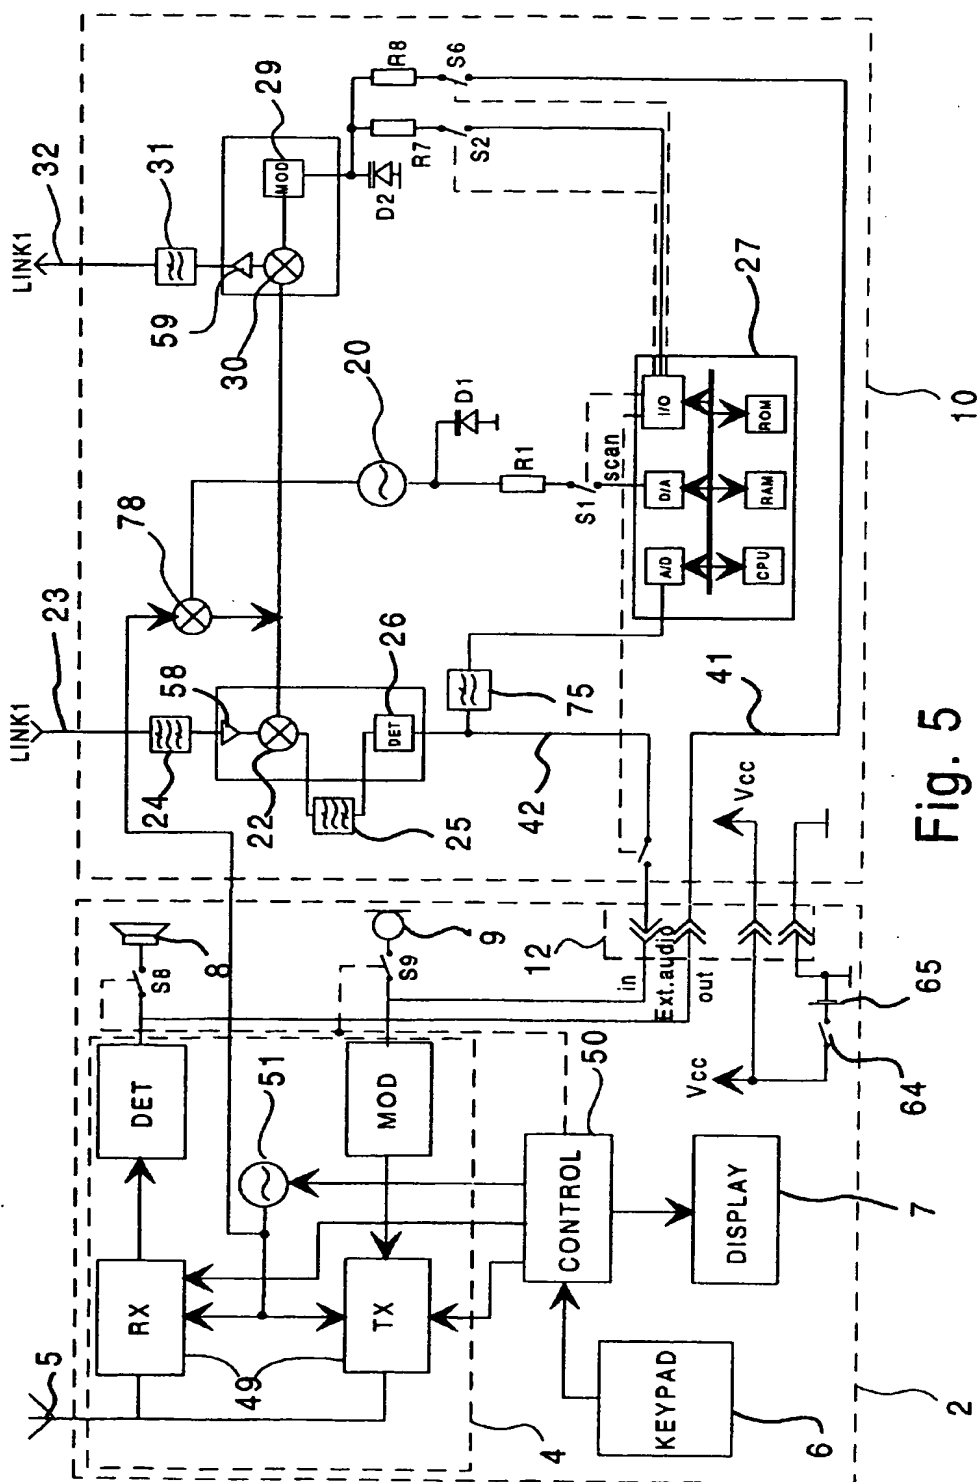 LINK1
23
LINK1
32
5
24
58
22
25
26
DET
42
75
78
20
D1
R1
S1
scan
59
30
31
29
MOD
D2
R7
R8
S2
S6
A/D
D/A
I/O
CPU
RAM
ROM
27
41
10
Vcc
RX
DET
S8
8
49
51
TX
MOD
S9
9
4
12
in
Ext.audio
out
KEYPAD
6
CONTROL
50
DISPLAY
7
Vcc
64
65
2
Fig. 5